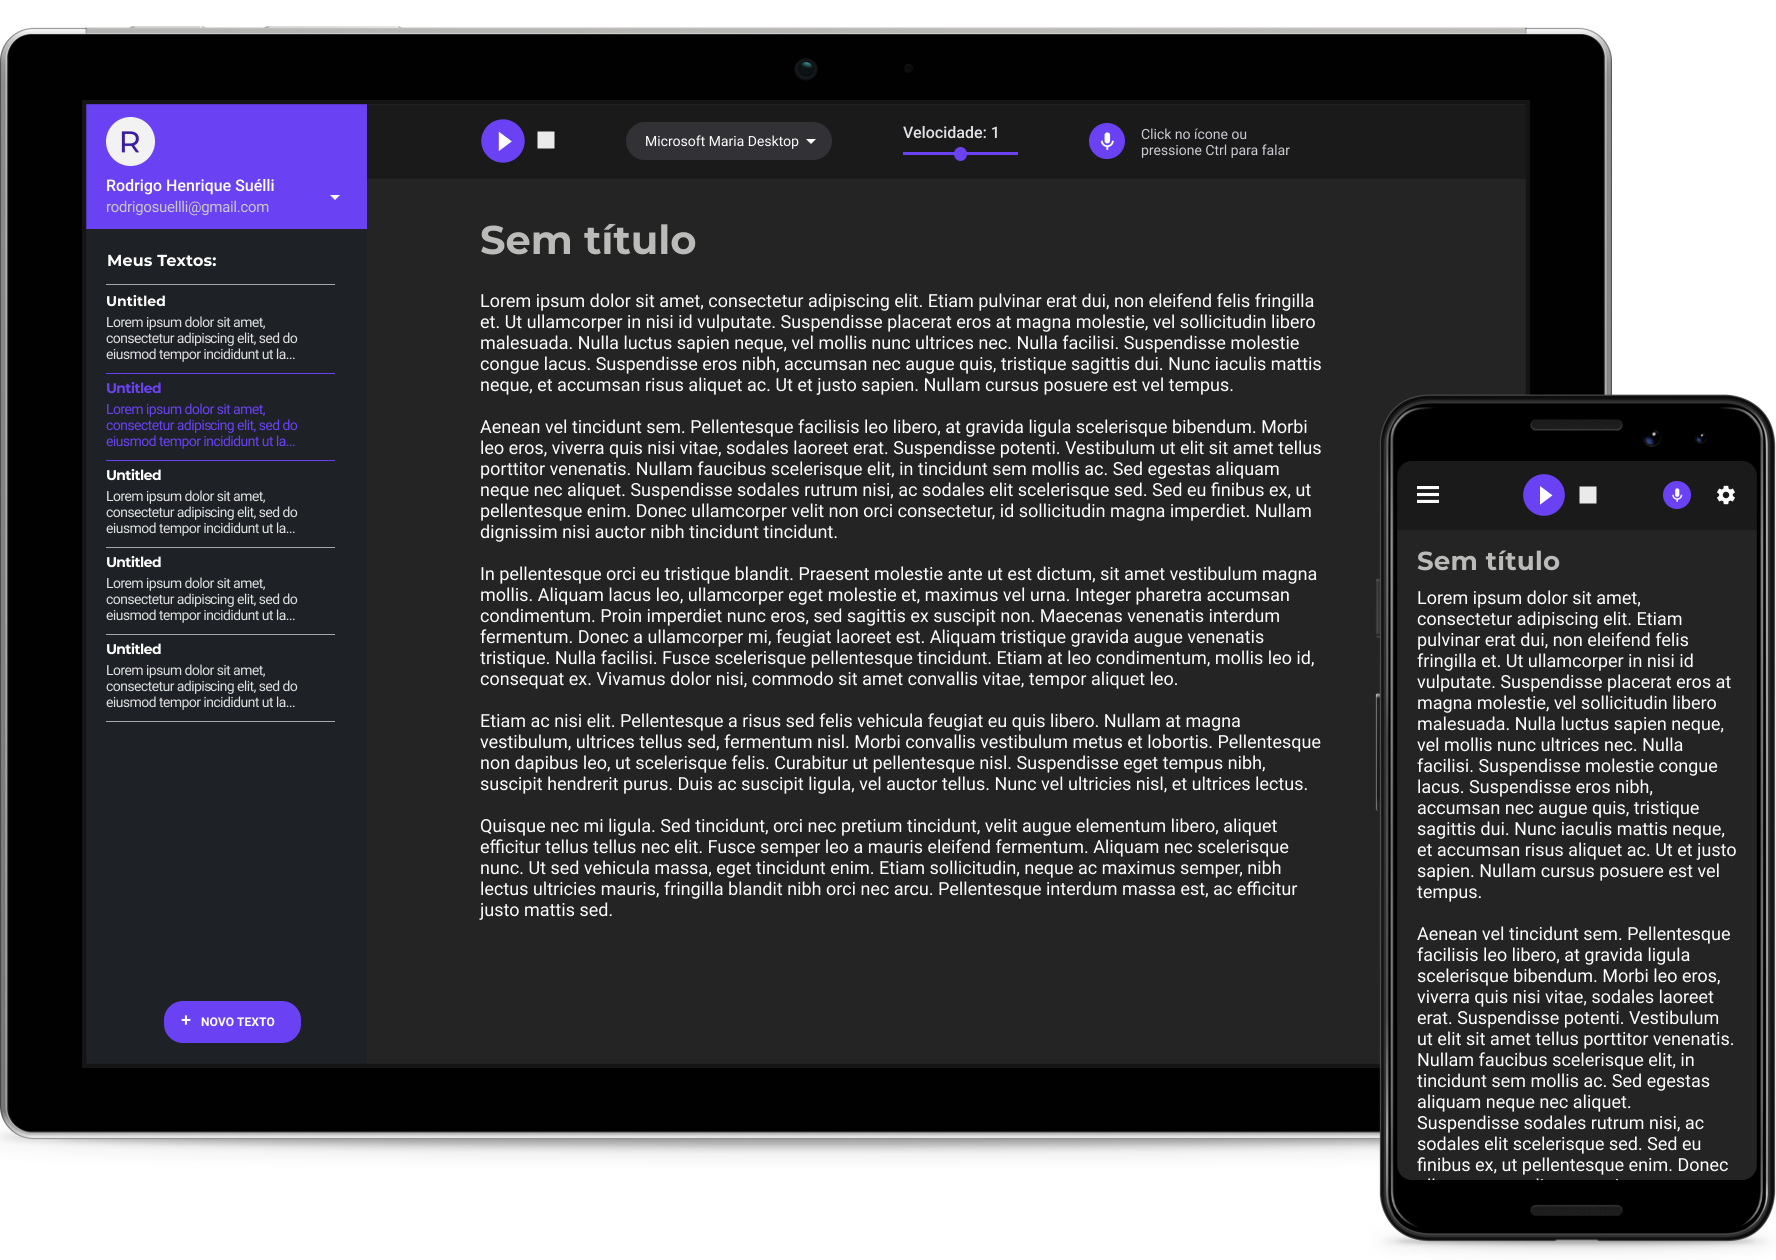 R
Rodrigo Henrique Suélli
rodrigosuellli@gmail.com
Meus Textos:
Untitled
Lorem ipsum dolor sit amet,
consectetur adipiscing elit, sed do
eiusmod tempor incididunt ut la...
Untitled
Lorem ipsum dolor sit amet,
consectetur adipiscing elit, sed do
eiusmod tempor incididunt ut la...
Untitled
Lorem ipsum dolor sit amet,
consectetur adipiscing elit, sed do
eiusmod tempor incididunt ut la...
Untitled
Lorem ipsum dolor sit amet,
consectetur adipiscing elit, sed do
eiusmod tempor incididunt ut la...
Untitled
Lorem ipsum dolor sit amet,
consectetur adipiscing elit, sed do
eiusmod tempor incididunt ut la...
+ NOVO TEXTO
Microsoft Maria Desktop
Velocidade: 1
Click no ícone ou
pressione Ctrl para falar
Sem título
Lorem ipsum dolor sit amet, consectetur adipiscing elit. Etiam pulvinar erat dui, non eleifend felis fringilla
et. Ut ullamcorper in nisi id vulputate. Suspendisse placerat eros at magna molestie, vel sollicitudin libero
malesuada. Nulla luctus sapien neque, vel mollis nunc ultrices nec. Nulla facilisi. Suspendisse molestie
congue lacus. Suspendisse eros nibh, accumsan nec augue quis, tristique sagittis dui. Nunc iaculis mattis
neque, et accumsan risus aliquet ac. Ut et justo sapien. Nullam cursus posuere est vel tempus.
Aenean vel tincidunt sem. Pellentesque facilisis leo libero, at gravida ligula scelerisque bibendum. Morbi
leo eros, viverra quis nisi vitae, sodales laoreet erat. Suspendisse potenti. Vestibulum ut elit sit amet tellus
porttitor venenatis. Nullam faucibus scelerisque elit, in tincidunt sem mollis ac. Sed egestas aliquam
neque nec aliquet. Suspendisse sodales rutrum nisi, ac sodales elit scelerisque sed. Sed eu finibus ex, ut
pellentesque enim. Donec ullamcorper velit non orci consectetur, id sollicitudin magna imperdiet. Nullam
dignissim nisi auctor nibh tincidunt tincidunt.
In pellentesque orci eu tristique blandit. Praesent molestie ante ut est dictum, sit amet vestibulum magna
mollis. Aliquam lacus leo, ullamcorper eget molestie et, maximus vel urna. Integer pharetra accumsan
condimentum. Proin imperdiet nunc eros, sed sagittis ex suscipit non. Maecenas venenatis interdum
fermentum. Donec a ullamcorper mi, feugiat laoreet est. Aliquam tristique gravida augue venenatis
tristique. Nulla facilisi. Fusce scelerisque pellentesque tincidunt. Etiam at leo condimentum, mollis leo id,
consequat ex. Vivamus dolor nisi, commodo sit amet convallis vitae, tempor aliquet leo.
Etiam ac nisi elit. Pellentesque a risus sed felis vehicula feugiat eu quis libero. Nullam at magna
vestibulum, ultrices tellus sed, fermentum nisl. Morbi convallis vestibulum metus et lobortis. Pellentesque
non dapibus leo, ut scelerisque felis. Curabitur ut pellentesque nisl. Suspendisse eget tempus nibh,
suscipit hendrerit purus. Duis ac suscipit ligula, vel auctor tellus. Nunc vel ultricies nisl, et ultrices lectus.
Quisque nec mi ligula. Sed tincidunt, orci nec pretium tincidunt, velit augue elementum libero, aliquet
efficitur tellus tellus nec elit. Fusce semper leo a mauris eleifend fermentum. Aliquam nec scelerisque
nunc. Ut sed vehicula massa, eget tincidunt enim. Etiam sollicitudin, neque ac maximus semper, nibh
lectus ultricies mauris, fringilla blandit nibh orci nec arcu. Pellentesque interdum massa est, ac efficitur
justo mattis sed.
Sem título
Lorem ipsum dolor sit amet,
consectetur adipiscing elit. Etiam
pulvinar erat dui, non eleifend felis
fringilla et. Ut ullamcorper in nisi id
vulputate. Suspendisse placerat eros at
magna molestie, vel sollicitudin libero
malesuada. Nulla luctus sapien neque,
vel mollis nunc ultrices nec. Nulla
facilisi. Suspendisse molestie congue
lacus. Suspendisse eros nibh,
accumsan nec augue quis, tristique
sagittis dui. Nunc iaculis mattis neque,
et accumsan risus aliquet ac. Ut et justo
sapien. Nullam cursus posuere est vel
tempus.
Aenean vel tincidunt sem. Pellentesque
facilisis leo libero, at gravida ligula
scelerisque bibendum. Morbi leo eros,
viverra quis nisi vitae, sodales laoreet
erat. Suspendisse potenti. Vestibulum
ut elit sit amet tellus porttitor venenatis.
Nullam faucibus scelerisque elit, in
tincidunt sem mollis ac. Sed egestas
aliquam neque nec aliquet.
Suspendisse sodales rutrum nisi, ac
sodales elit scelerisque sed. Sed eu
finibus ex, ut pellentesque enim. Donec